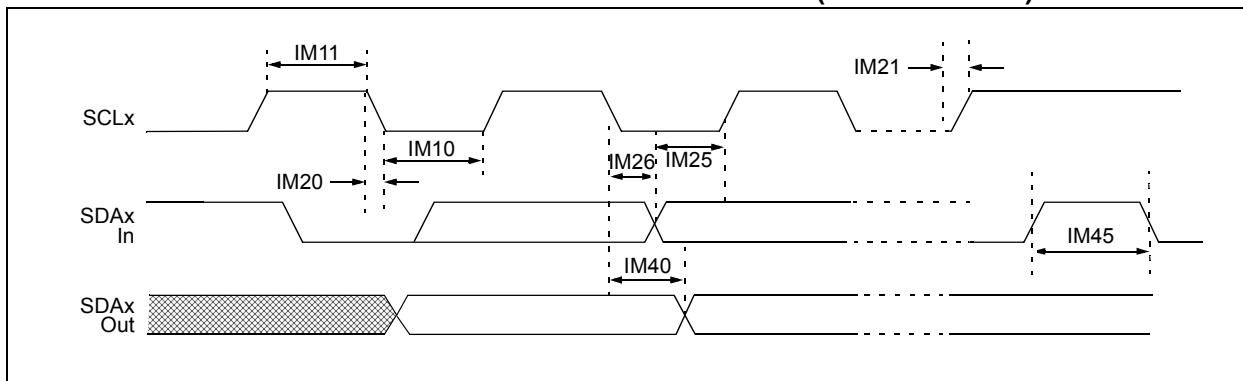 IM11
IM21
SCLx
IM10
IM26
IM25
IM20
SDAx
In
IM45
IM40
SDAx
Out